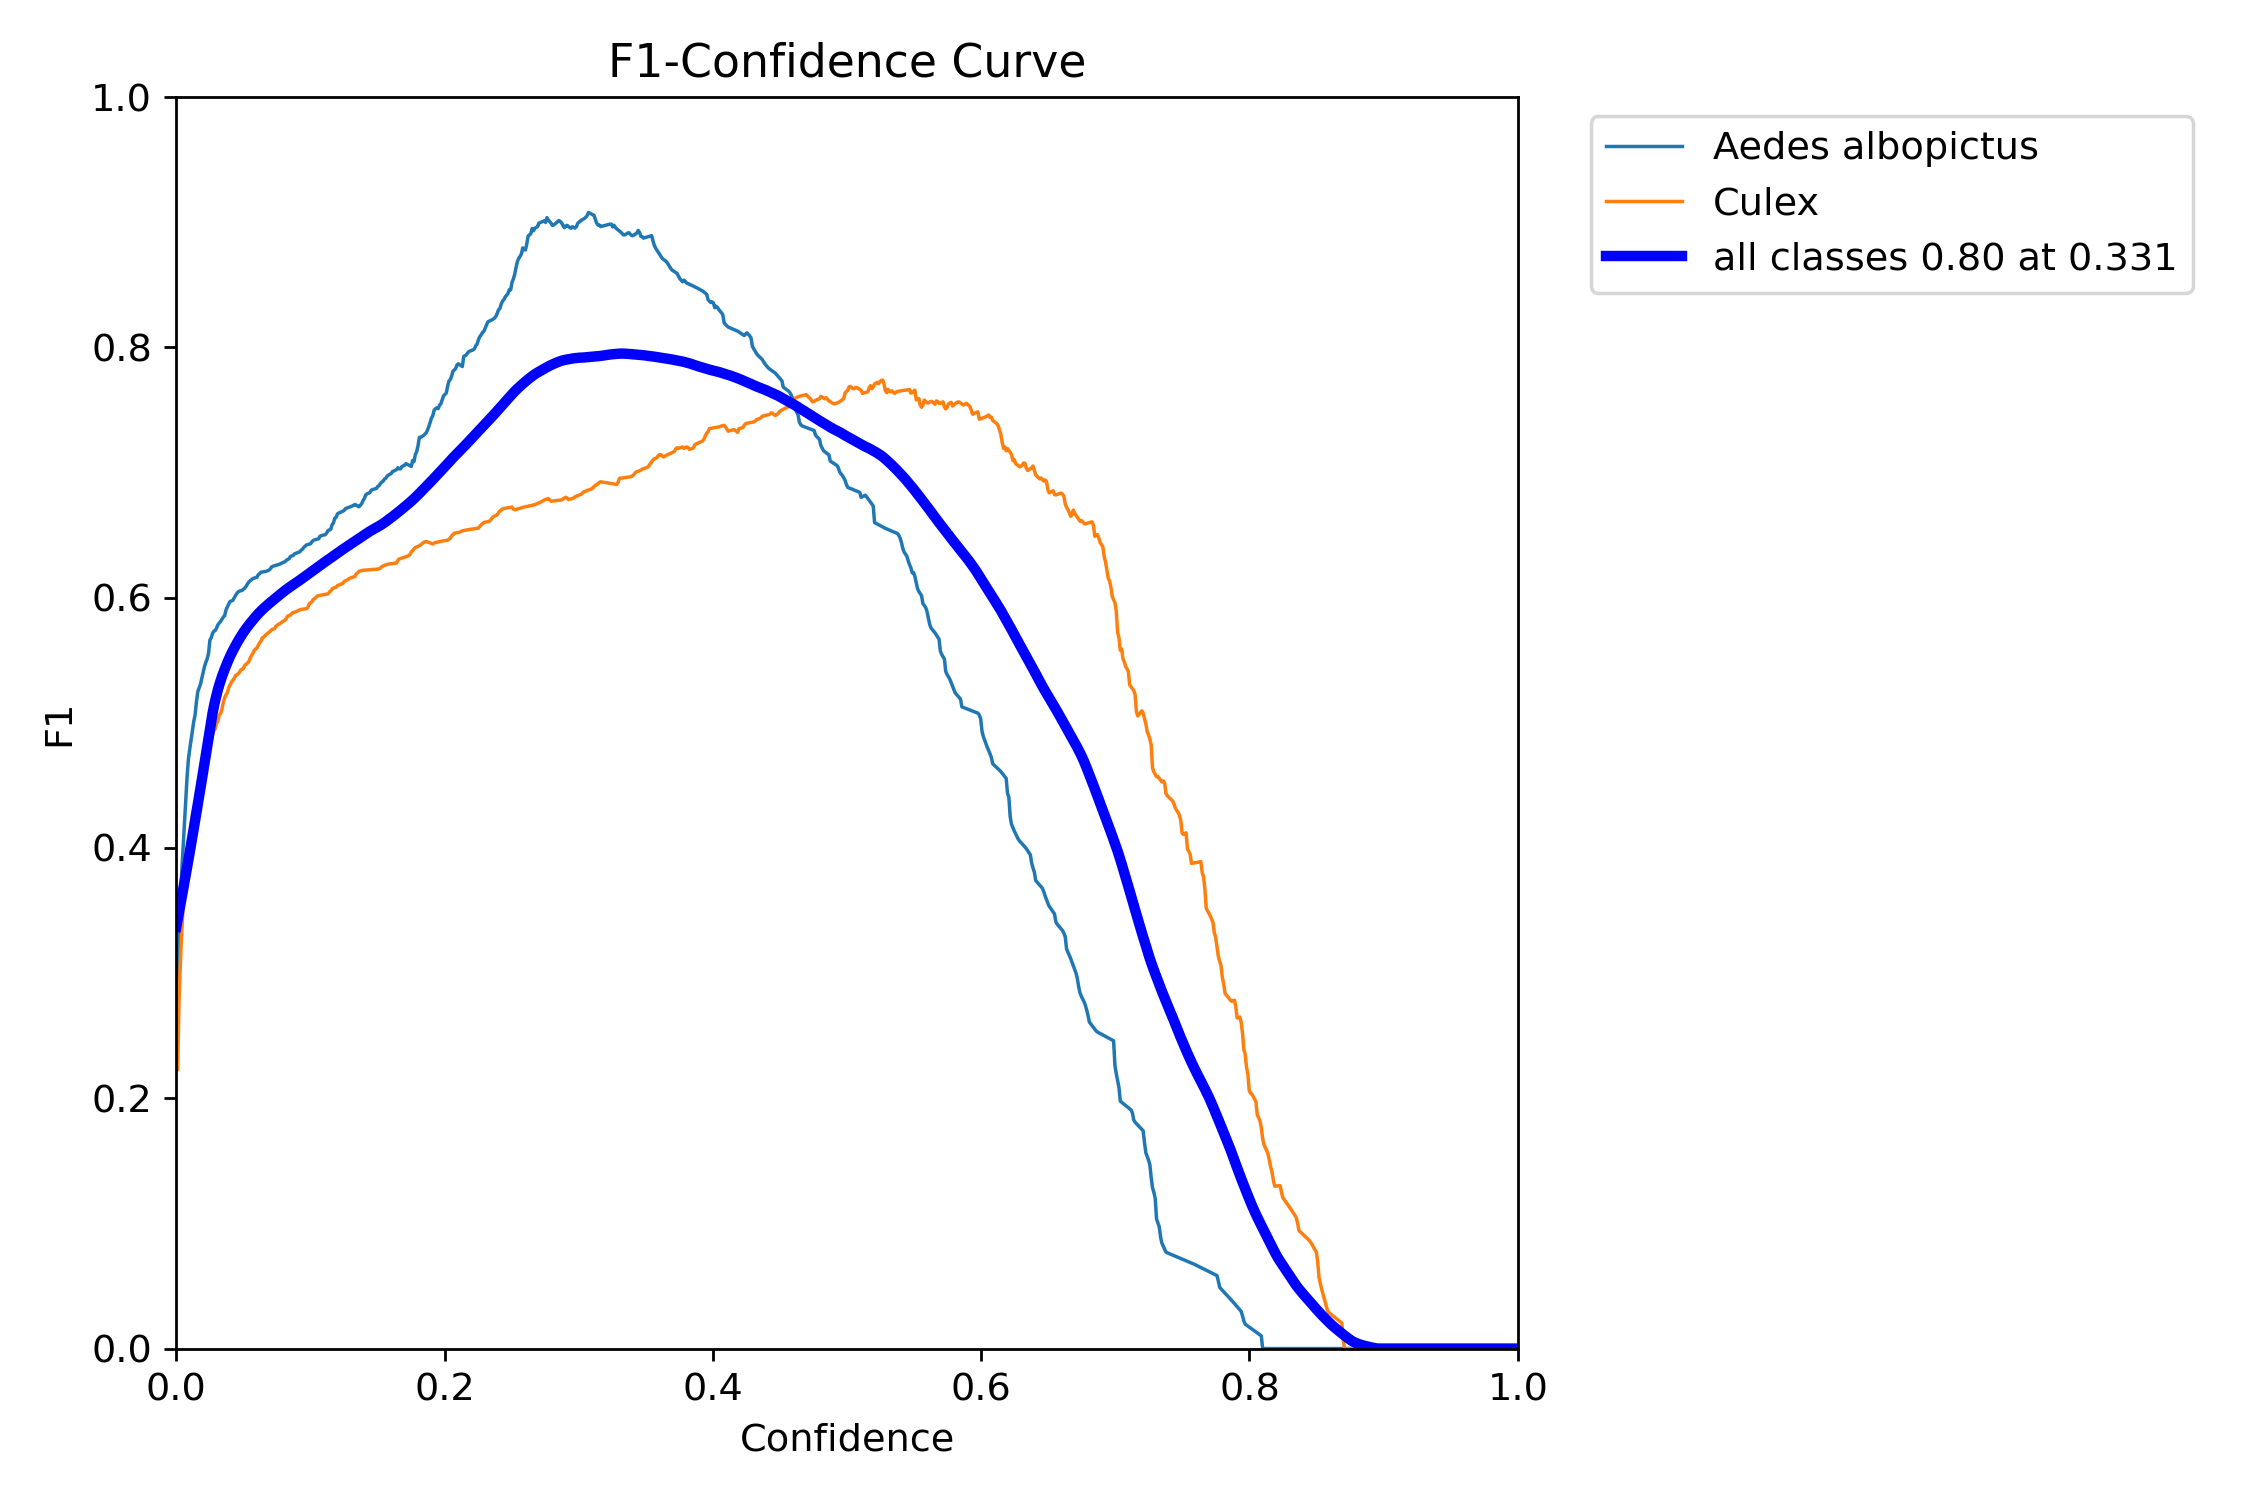 F1-Confidence Curve
1.0
0.8
0.6
0.4
0.2
0.0
F1
0.0 0.2 0.4 0.6 0.8 1.0
Confidence
Aedes albopictus
Culex
all classes 0.80 at 0.331